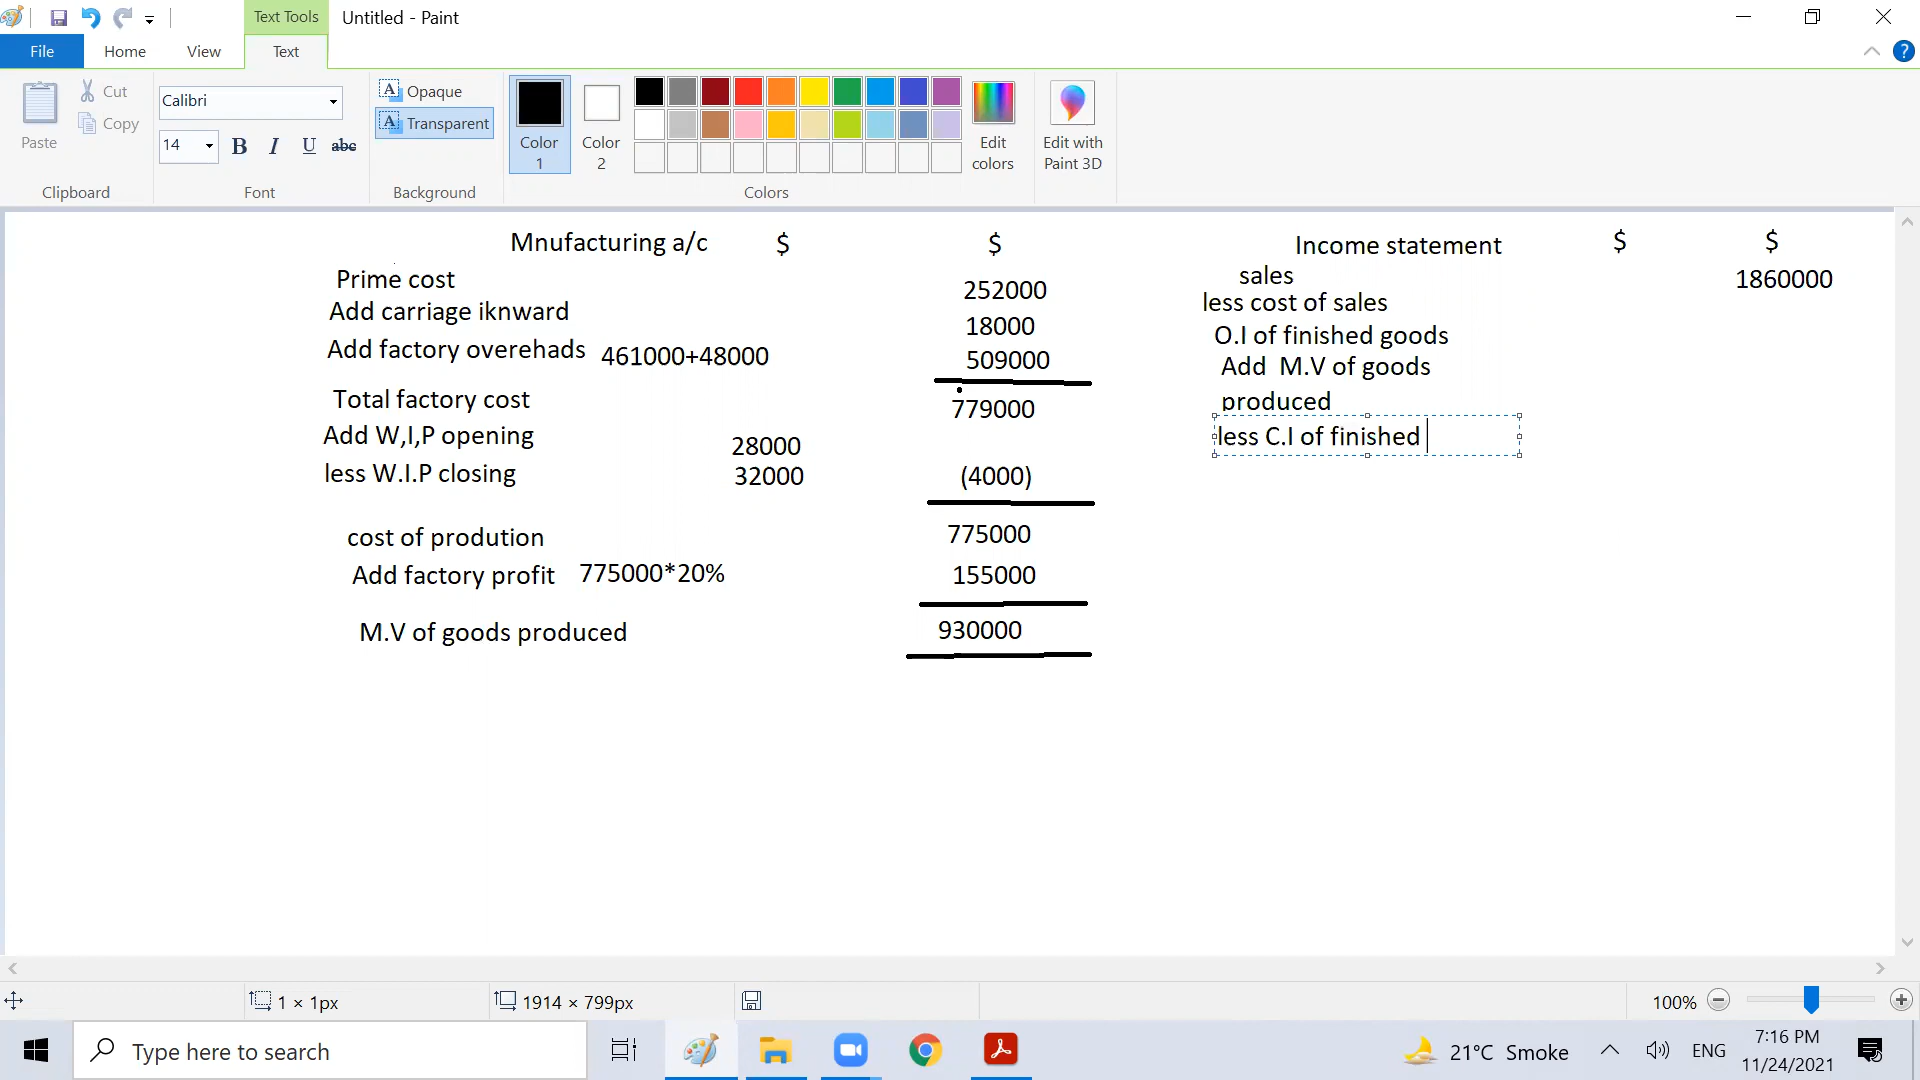 Text Tools
Untitled - Paint
File
Home
View
Text
Paste
Cut
Copy
Clipboard
Calibri
14
B I U abc
Font
A Opaque
A Transparent
Background
Color 1
Color 2
Edit colors
Colors
Edit with Paint 3D
Mnufacturing a/c $ $
Prime cost 252000
Add carriage iknward 18000
Add factory overehads 461000+48000 509000
Total factory cost 779000
Add W,I,P opening 28000
less W.I.P closing 32000 (4000)
cost of prodution 775000
Add factory profit 775000*20% 155000
M.V of goods produced 930000
Income statement $ $
sales 1860000
less cost of sales
O.I of finished goods
Add M.V of goods
produced
less C.I of finished
1 × 1px
1914 × 799px
100%
Type here to search
21°C Smoke
ENG
7:16 PM
11/24/2021